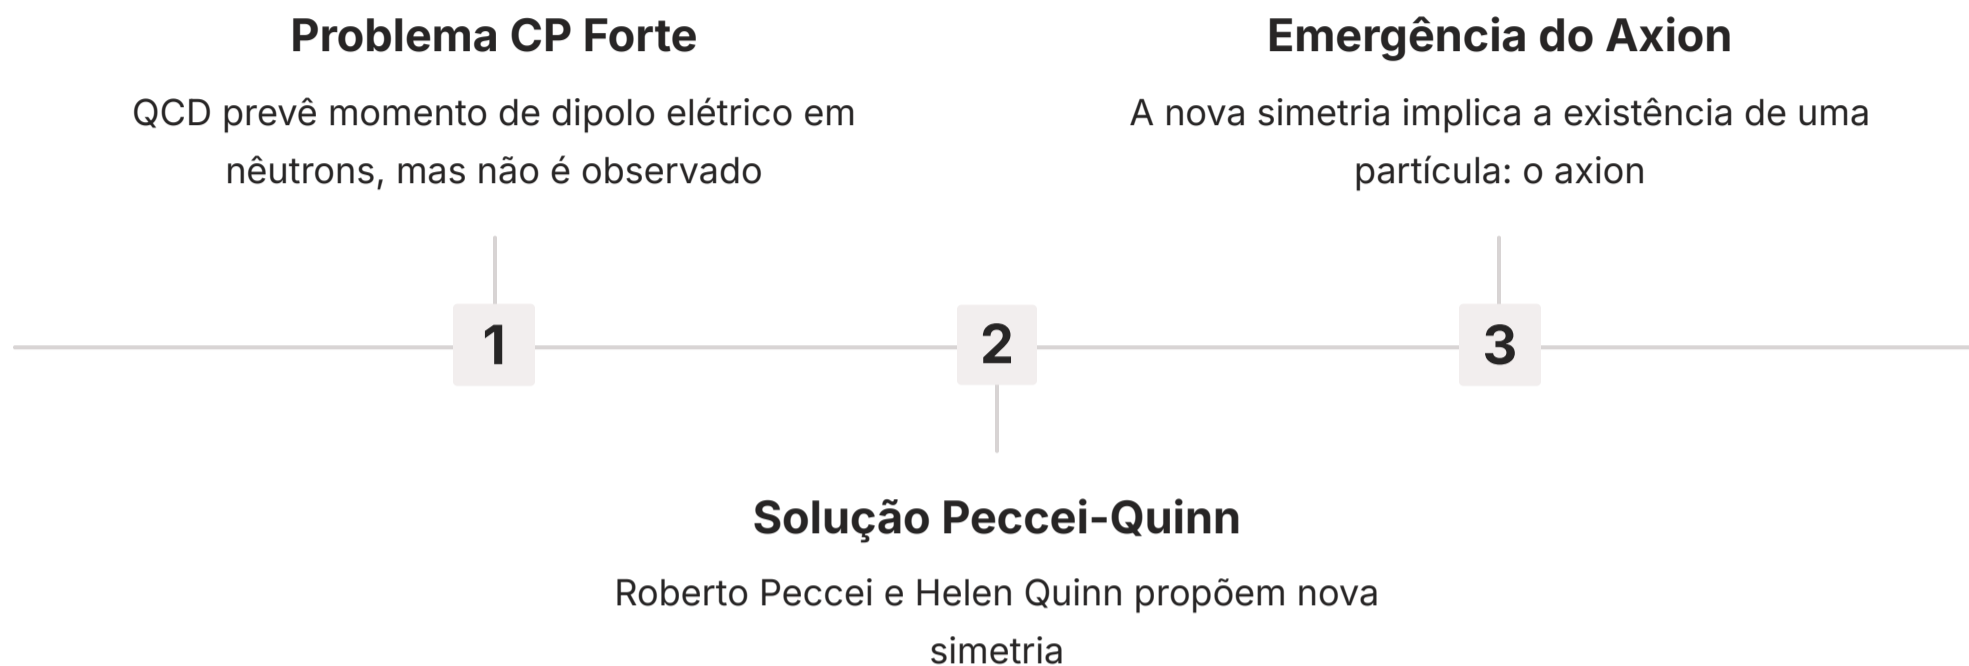 Problema CP Forte
QCD prevê momento de dipolo elétrico em
nêutrons, mas não é observado
1
2
Solução Peccei-Quinn
Roberto Peccei e Helen Quinn propõem nova
simetria
3
Emergência do Axion
A nova simetria implica a existência de uma
partícula: o axion